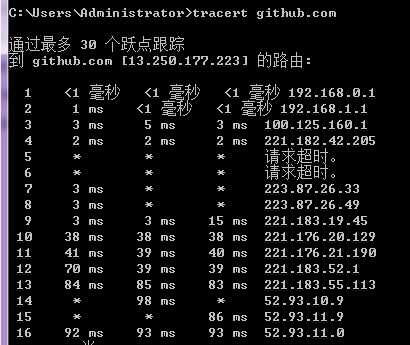 C:\Users\Administrator>tracert github.com
通过最多 30 个跃点跟踪
到 github.com [13.250.177.223] 的路由:
1 <1 毫秒 <1 毫秒 <1 毫秒 192.168.0.1
2 1 ms <1 毫秒 <1 毫秒 192.168.1.1
3 3 ms 5 ms 3 ms 100.125.160.1
4 2 ms 2 ms 2 ms 221.182.42.205
5 * * * 请求超时。
6 * * * 请求超时。
7 3 ms * * 223.87.26.33
8 3 ms * * 223.87.26.49
9 3 ms 3 ms 15 ms 221.183.19.45
10 38 ms 38 ms 38 ms 221.176.20.129
11 41 ms 39 ms 40 ms 221.176.21.190
12 70 ms 39 ms 39 ms 221.183.52.1
13 84 ms 85 ms 83 ms 221.183.55.113
14 * 98 ms * 52.93.10.9
15 * * 86 ms 52.93.11.9
16 92 ms 93 ms 93 ms 52.93.11.0